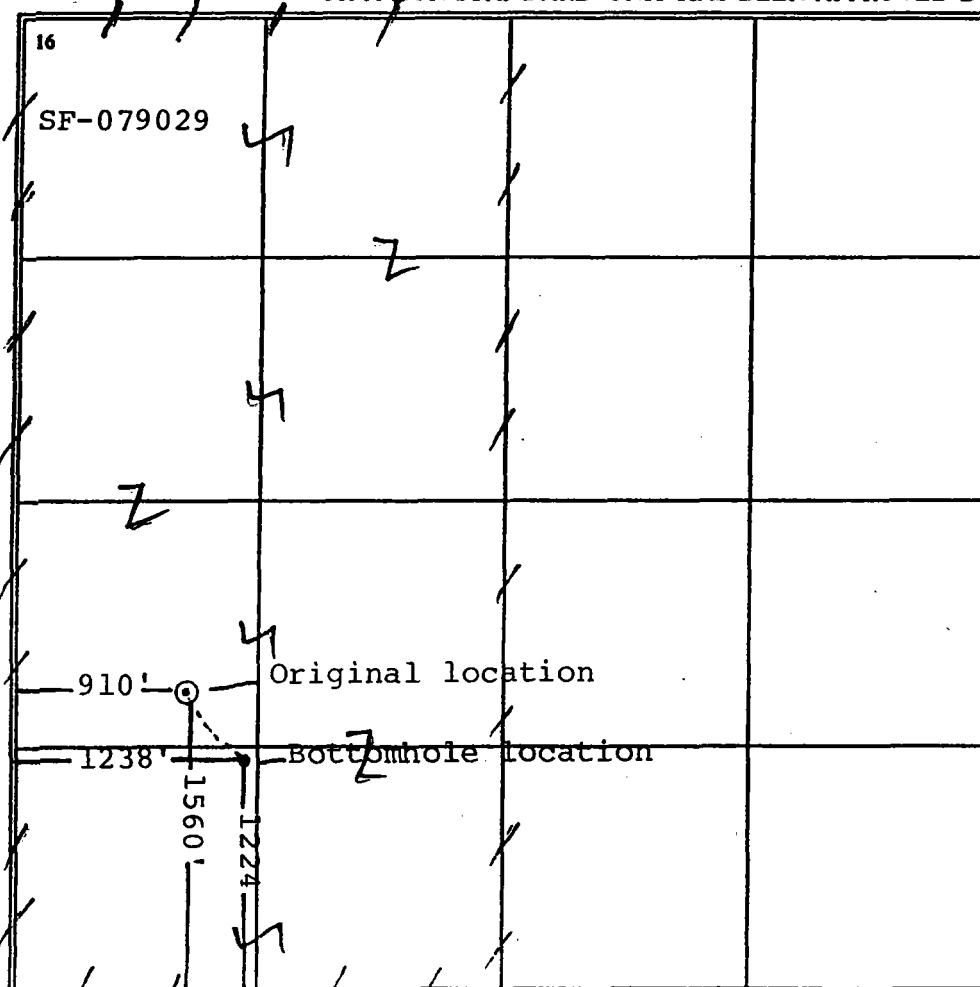 16
SF-079029
910'
Original location
1238'
Bottomhole location
1560'
1224